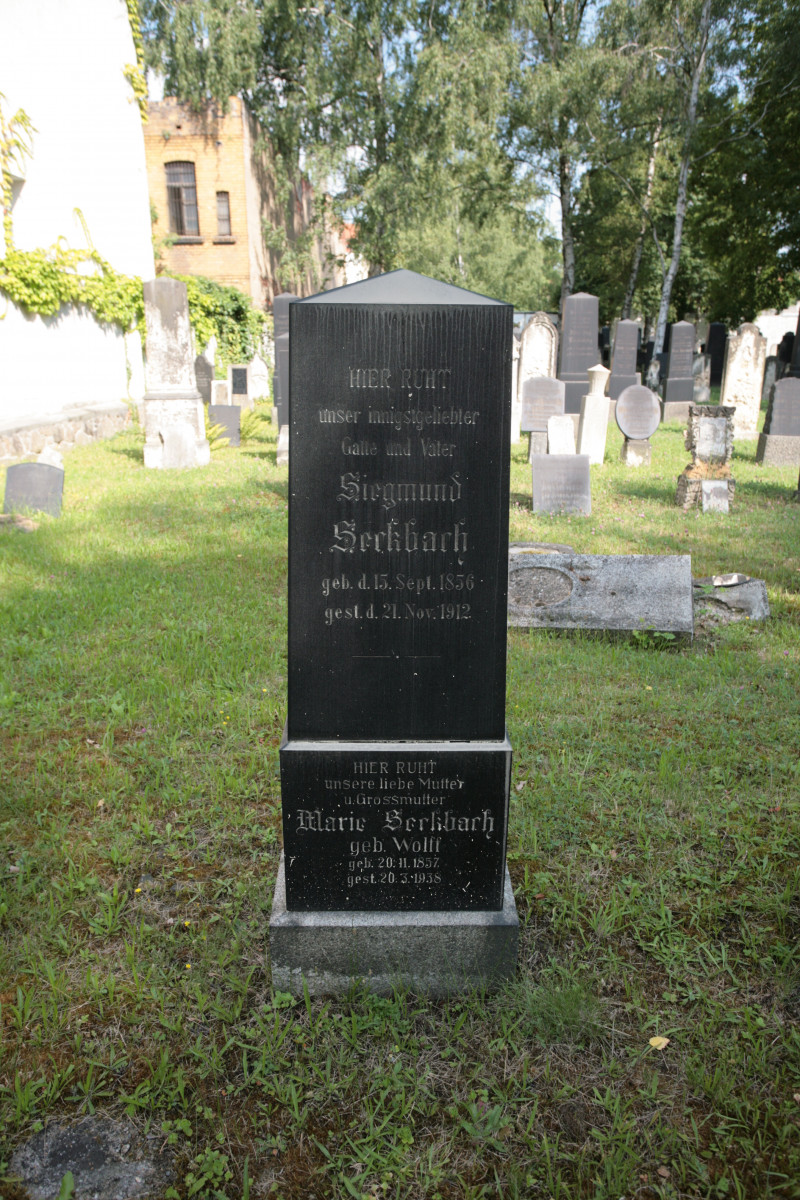 HIER RUHT
unser innigstgeliebter
Gatte und Vater
Siegmund
Seckbach
geb. d. 15. Sept. 1856
gest. d. 21. Nov. 1912
HIER RUHT
unsere liebe Mutter
u. Grossmutter
Marie Seckbach
geb. Wolff
geb. 20.11.1857
gest. 20.3.1938